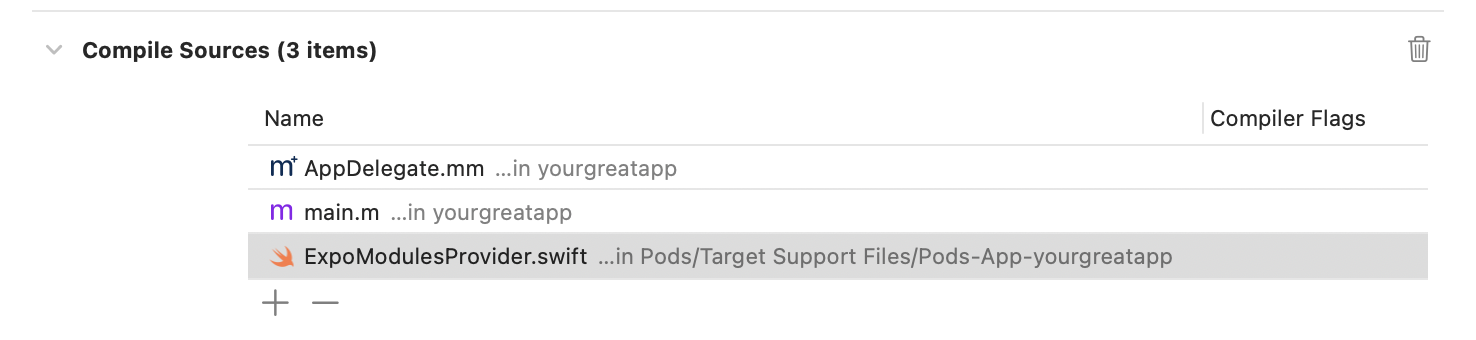 Compile Sources (3 items)
Name Compiler Flags
AppDelegate.mm ...in yourgreatapp
main.m ...in yourgreatapp
ExpoModulesProvider.swift ...in Pods/Target Support Files/Pods-App-yourgreatapp